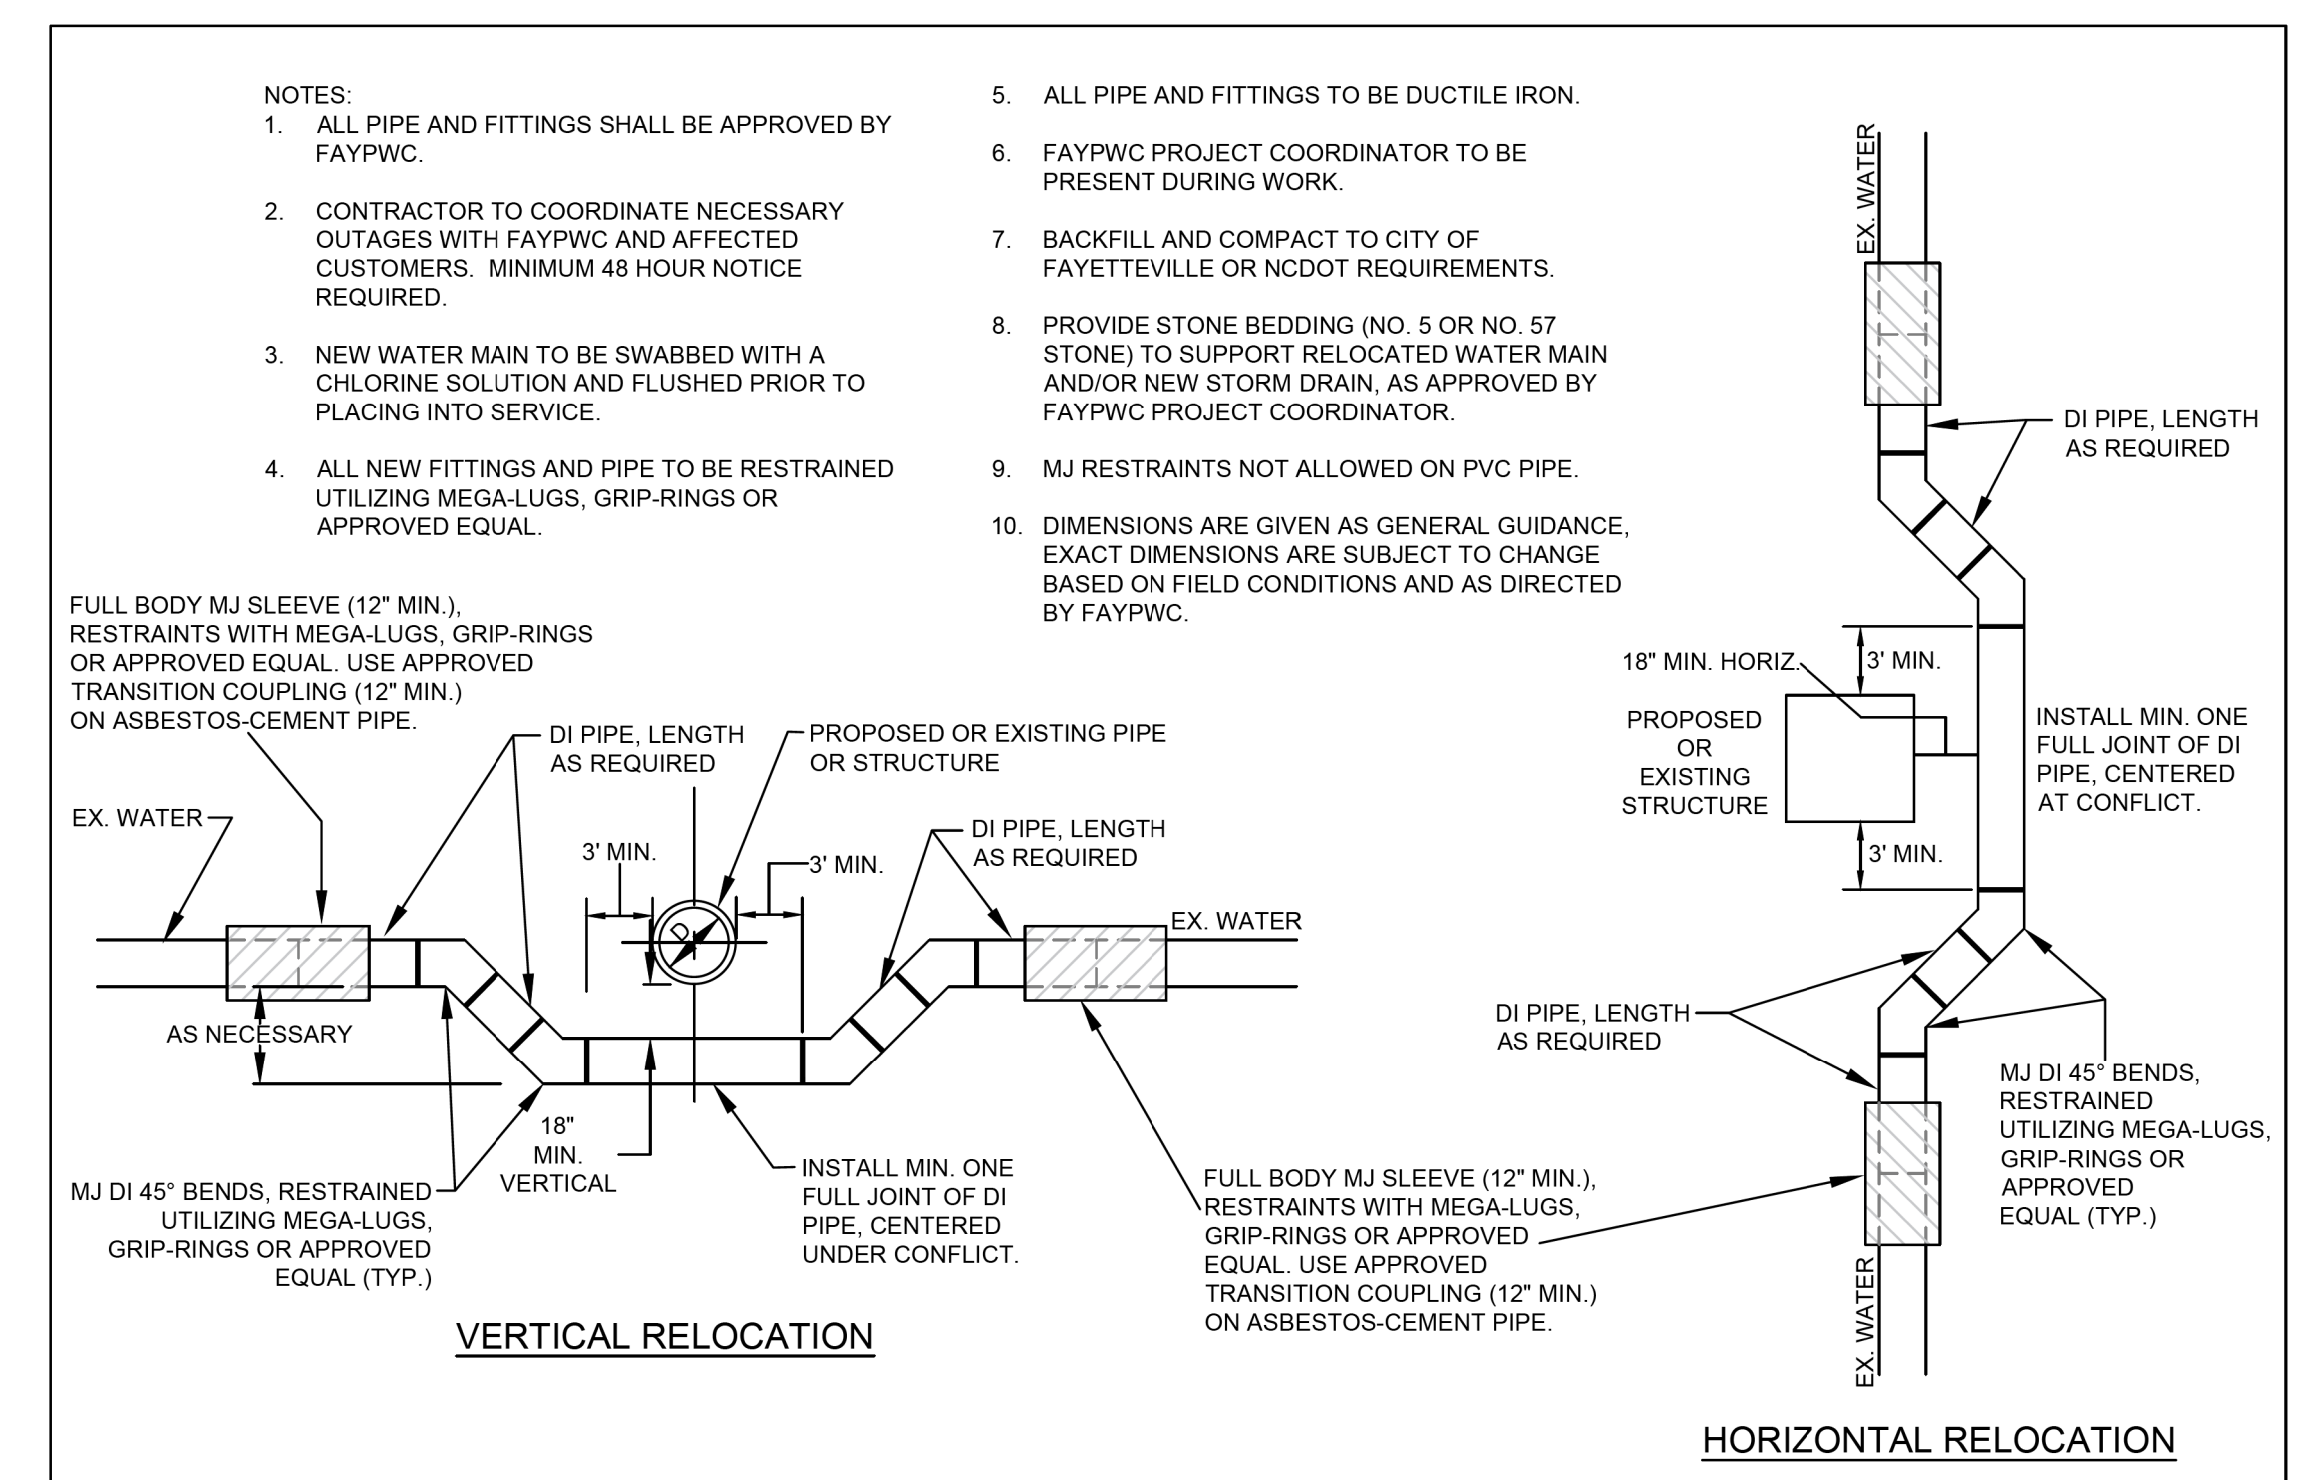 NOTES:
1. ALL PIPE AND FITTINGS SHALL BE APPROVED BY
FAYPWC.
2. CONTRACTOR TO COORDINATE NECESSARY
OUTAGES WITH FAYPWC AND AFFECTED
CUSTOMERS. MINIMUM 48 HOUR NOTICE
REQUIRED.
3. NEW WATER MAIN TO BE SWABBED WITH A
CHLORINE SOLUTION AND FLUSHED PRIOR TO
PLACING INTO SERVICE.
4. ALL NEW FITTINGS AND PIPE TO BE RESTRAINED
UTILIZING MEGA-LUGS, GRIP-RINGS OR
APPROVED EQUAL.
5. ALL PIPE AND FITTINGS TO BE DUCTILE IRON.
6. FAYPWC PROJECT COORDINATOR TO BE
PRESENT DURING WORK.
7. BACKFILL AND COMPACT TO CITY OF
FAYETTEVILLE OR NCDOT REQUIREMENTS.
8. PROVIDE STONE BEDDING (NO. 5 OR NO. 57
STONE) TO SUPPORT RELOCATED WATER MAIN
AND/OR NEW STORM DRAIN, AS APPROVED BY
FAYPWC PROJECT COORDINATOR.
9. MJ RESTRAINTS NOT ALLOWED ON PVC PIPE.
10. DIMENSIONS ARE GIVEN AS GENERAL GUIDANCE,
EXACT DIMENSIONS ARE SUBJECT TO CHANGE
BASED ON FIELD CONDITIONS AND AS DIRECTED
BY FAYPWC.
FULL BODY MJ SLEEVE (12" MIN.),
RESTRAINTS WITH MEGA-LUGS, GRIP-RINGS
OR APPROVED EQUAL. USE APPROVED
TRANSITION COUPLING (12" MIN.)
ON ASBESTOS-CEMENT PIPE.
DI PIPE, LENGTH
AS REQUIRED
PROPOSED OR EXISTING PIPE
OR STRUCTURE
EX. WATER
3' MIN.
3' MIN.
DI PIPE, LENGTH
AS REQUIRED
D
EX. WATER
AS NECESSARY
18"
MIN.
VERTICAL
MJ DI 45° BENDS, RESTRAINED
UTILIZING MEGA-LUGS,
GRIP-RINGS OR APPROVED
EQUAL (TYP.)
INSTALL MIN. ONE
FULL JOINT OF DI
PIPE, CENTERED
UNDER CONFLICT.
FULL BODY MJ SLEEVE (12" MIN.),
RESTRAINTS WITH MEGA-LUGS,
GRIP-RINGS OR APPROVED
EQUAL. USE APPROVED
TRANSITION COUPLING (12" MIN.)
ON ASBESTOS-CEMENT PIPE.
VERTICAL RELOCATION
EX. WATER
DI PIPE, LENGTH
AS REQUIRED
18" MIN. HORIZ.
3' MIN.
PROPOSED
OR
EXISTING
STRUCTURE
INSTALL MIN. ONE
FULL JOINT OF DI
PIPE, CENTERED
AT CONFLICT.
3' MIN.
DI PIPE, LENGTH
AS REQUIRED
MJ DI 45° BENDS,
RESTRAINED
UTILIZING MEGA-LUGS,
GRIP-RINGS OR
APPROVED
EQUAL (TYP.)
EX. WATER
HORIZONTAL RELOCATION